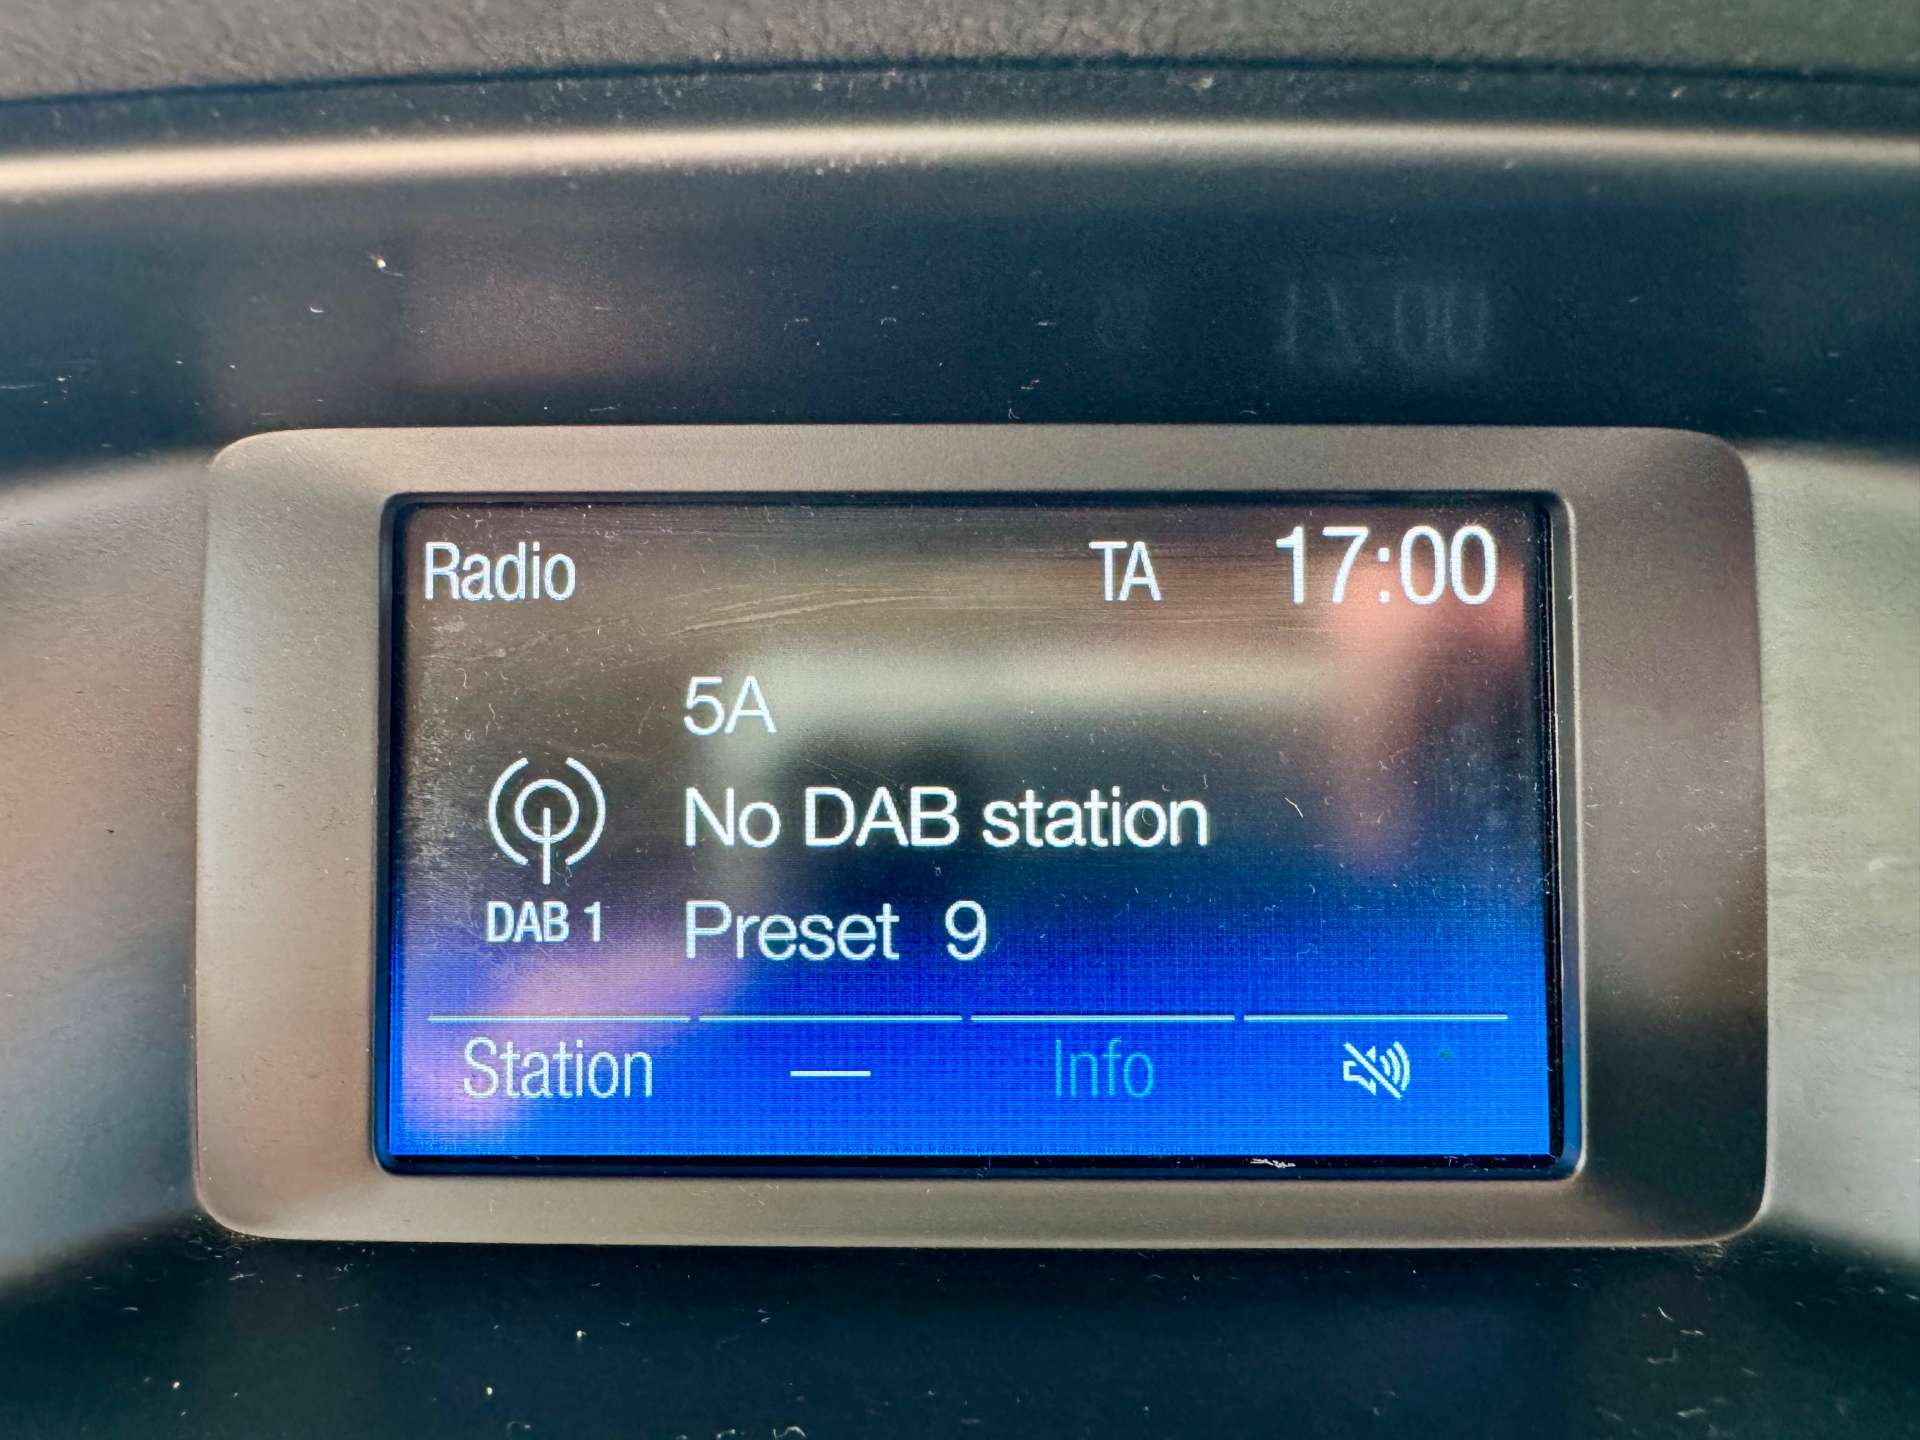 Radio TA 17:00
5A
No DAB station
DAB 1
Preset 9
Station — Info